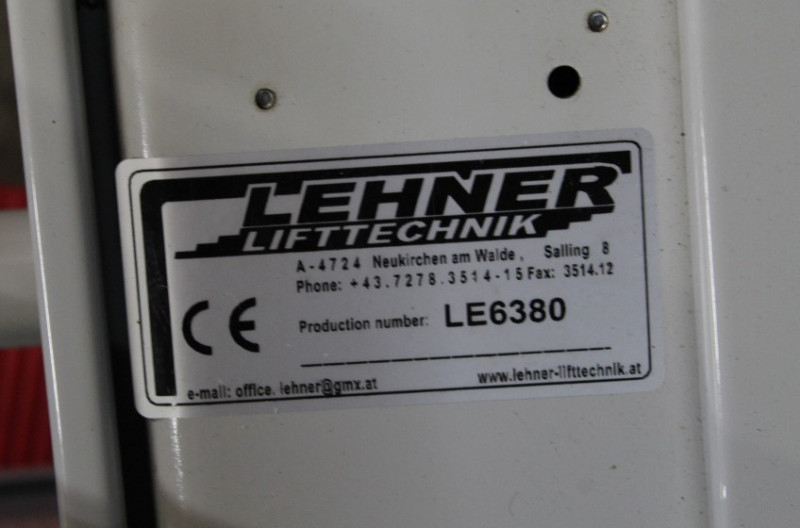 LEHNER
LIFTTECHNIK
A-4724 Neukirchen am Walde, Salling 8
Phone: +43.7278.3514-15 Fax: 3514.12
CE
Production number: LE6380
e-mail: office. lehner@gmx.at
www.lehner-lifttechnik.at